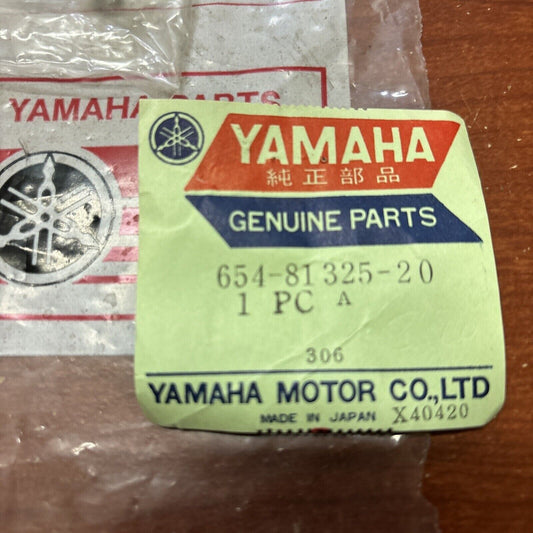 YAMAHA PARTS
YAMAHA
純正部品
GENUINE PARTS
654-81325-20
1 PC A
306
YAMAHA MOTOR CO.,LTD
MADE IN JAPAN X40420